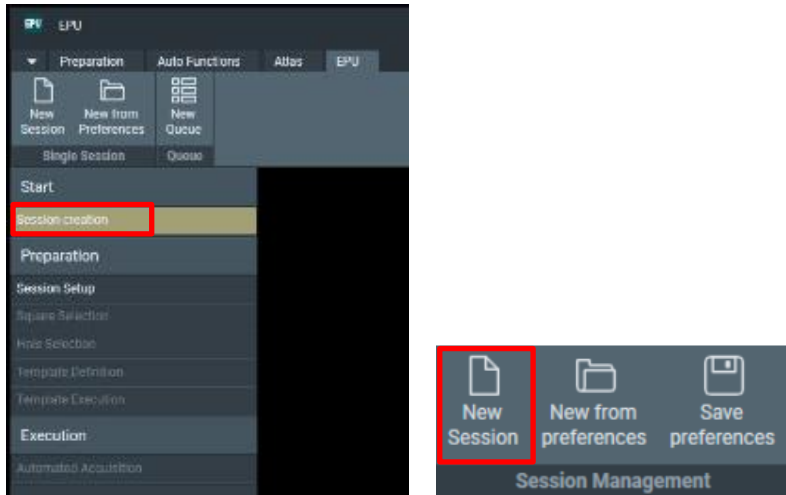 EPU EPU
Preparation Auto Functions Atlas EPU
New Session
New from Preferences
New Queue
Single Session Queue
Start
Session creation
Preparation
Session Setup
Square Selection
Hole Selection
Template Definition
Template Execution
Execution
Automated Acquisition
New Session
New from preferences
Save preferences
Session Management